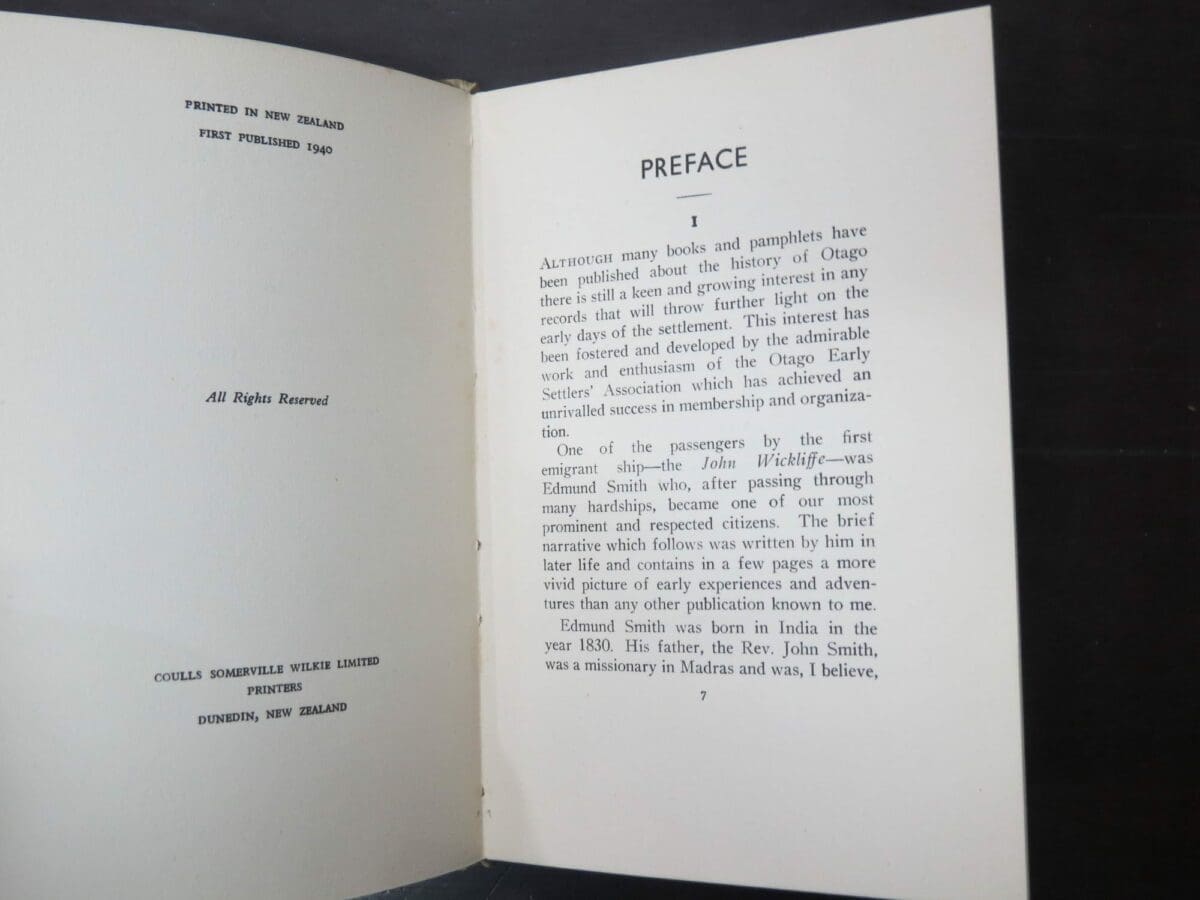 PRINTED IN NEW ZEALAND
FIRST PUBLISHED 1940
All Rights Reserved
COULLS SOMERVILLE WILKIE LIMITED
PRINTERS
DUNEDIN, NEW ZEALAND
PREFACE
I
ALTHOUGH many books and pamphlets have
been published about the history of Otago
there is still a keen and growing interest in any
records that will throw further light on the
early days of the settlement. This interest has
been fostered and developed by the admirable
work and enthusiasm of the Otago Early
Settlers' Association which has achieved an
unrivalled success in membership and organiza-
tion.
One of the passengers by the first
emigrant ship—the John Wickliffe—was
Edmund Smith who, after passing through
many hardships, became one of our most
prominent and respected citizens. The brief
narrative which follows was written by him in
later life and contains in a few pages a more
vivid picture of early experiences and adven-
tures than any other publication known to me.
Edmund Smith was born in India in the
year 1830. His father, the Rev. John Smith,
was a missionary in Madras and was, I believe,
7